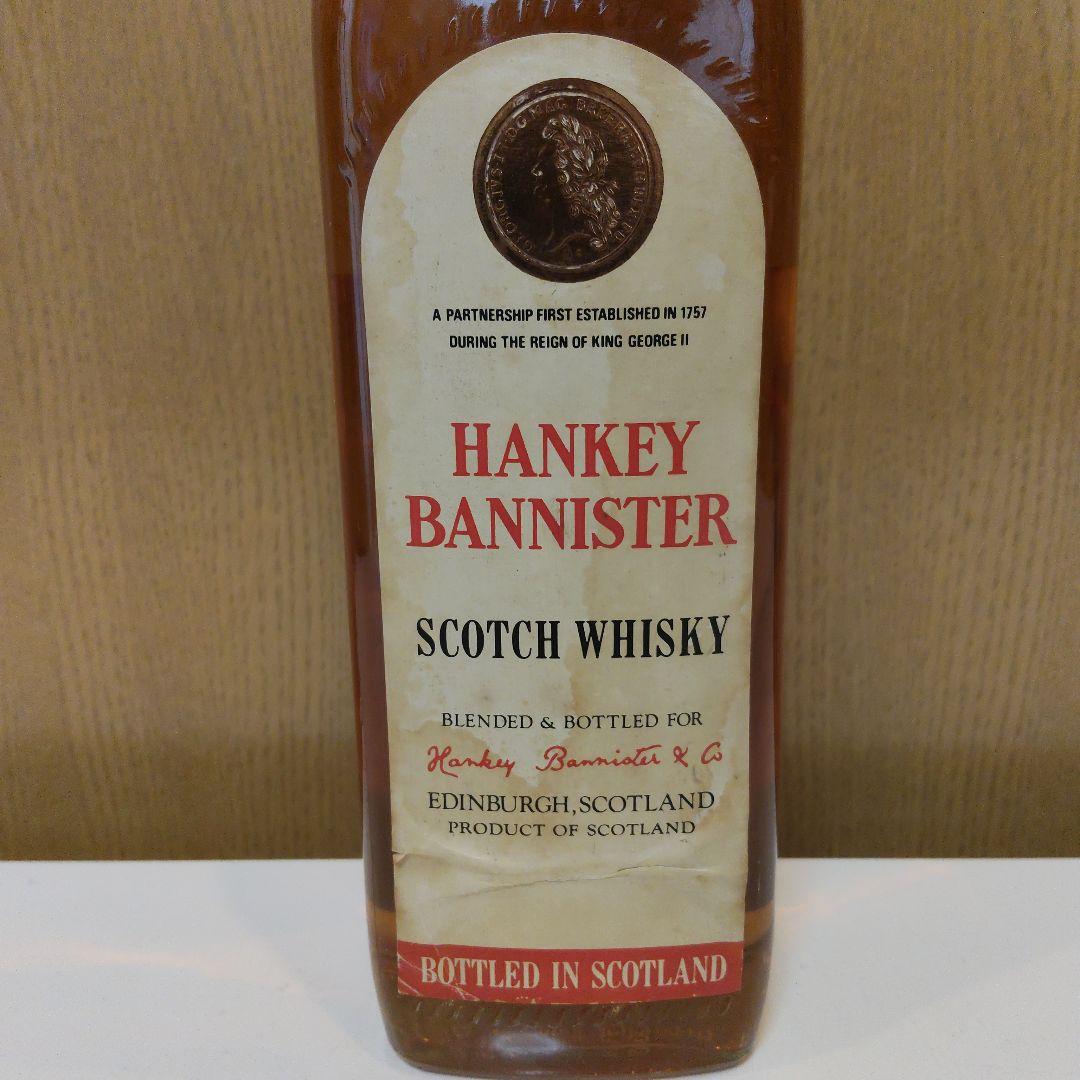 A PARTNERSHIP FIRST ESTABLISHED IN 1757
DURING THE REIGN OF KING GEORGE II
HANKEY
BANNISTER
SCOTCH WHISKY
BLENDED & BOTTLED FOR
Hankey Bannister & Co
EDINBURGH, SCOTLAND
PRODUCT OF SCOTLAND
BOTTLED IN SCOTLAND